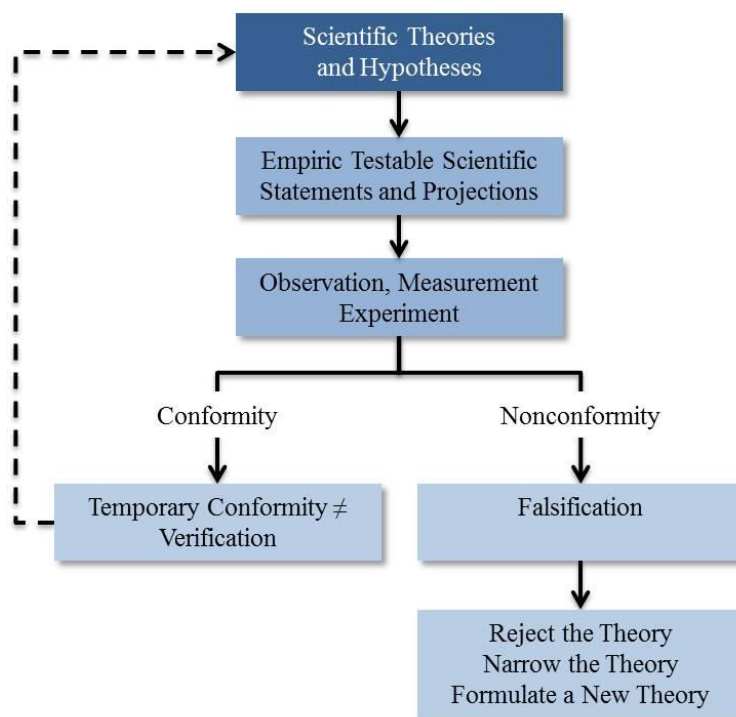 Scientific Theories
and Hypotheses
Empiric Testable Scientific
Statements and Projections
Observation, Measurement
Experiment
Conformity
Nonconformity
Temporary Conformity ≠
Verification
Falsification
Reject the Theory
Narrow the Theory
Formulate a New Theory